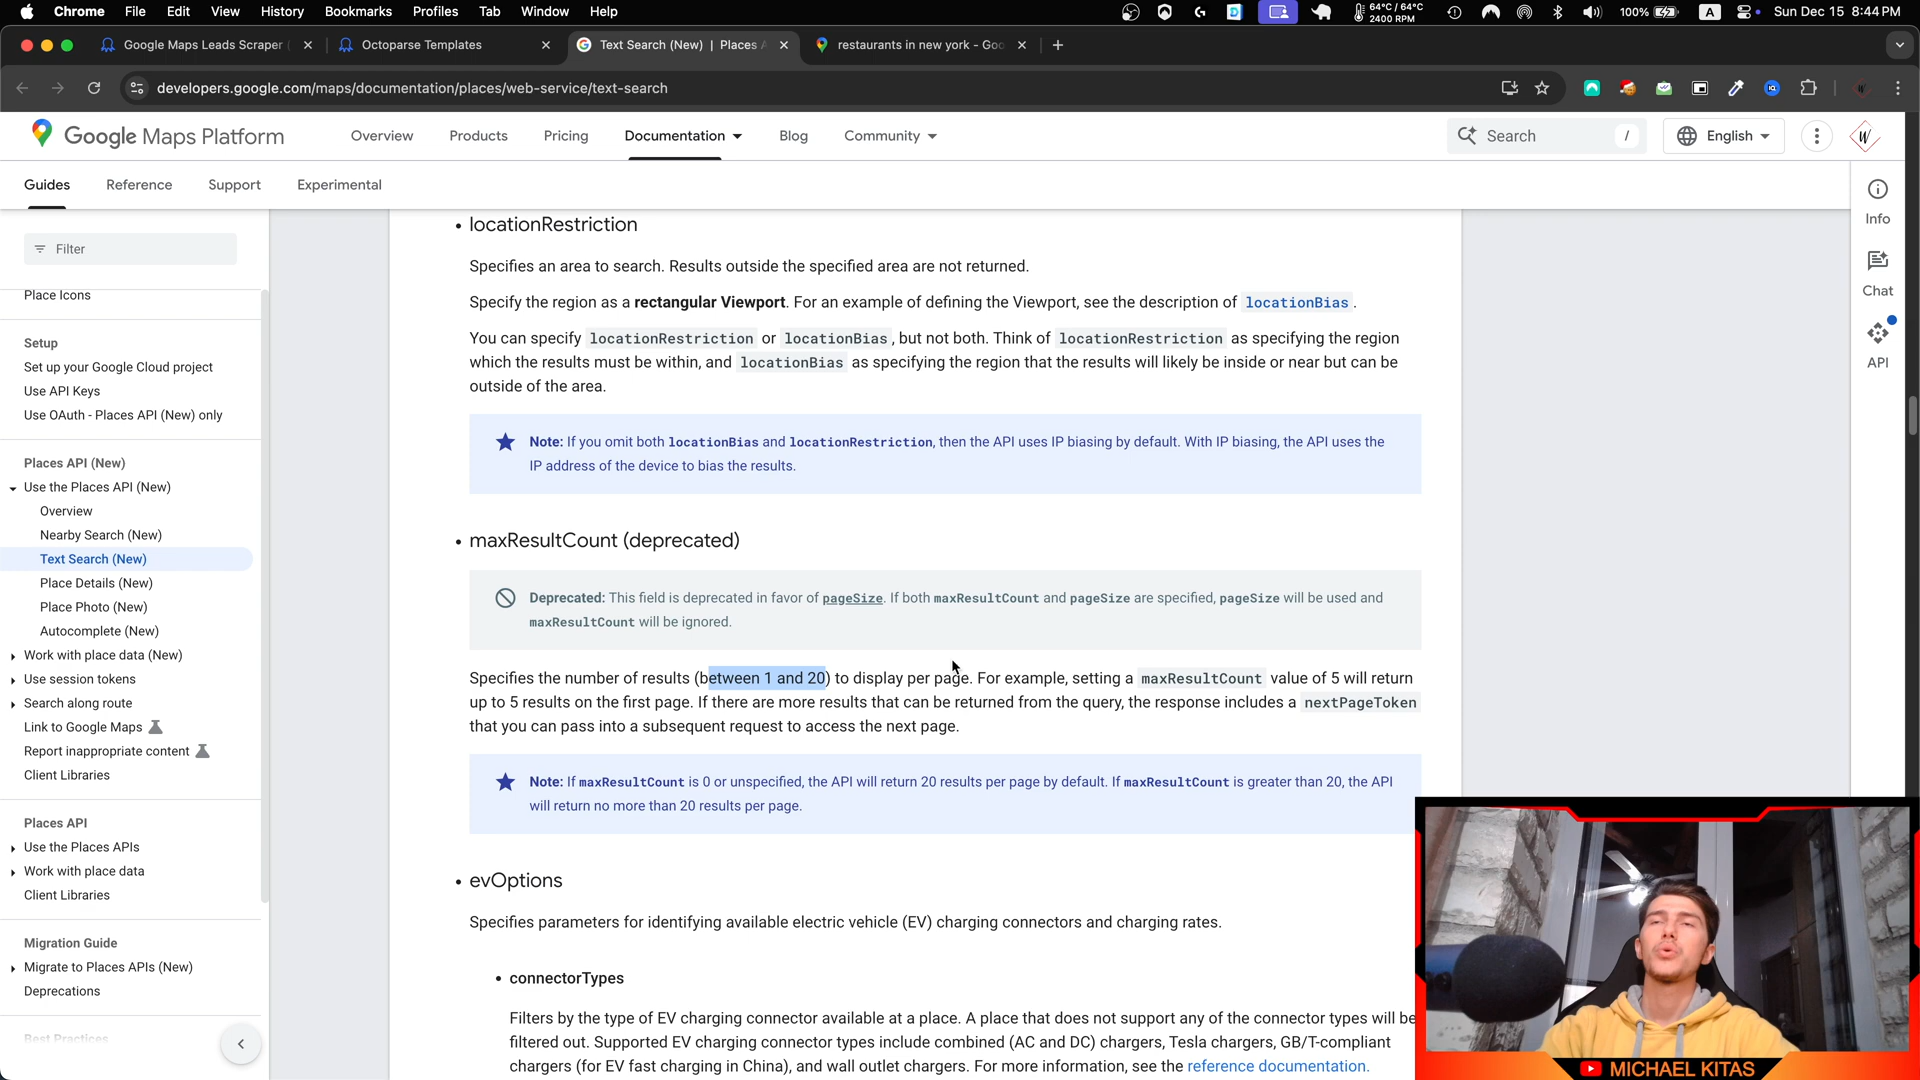 Chrome File Edit View History Bookmarks Profiles Tab Window Help
64°C / 64°C
2400 RPM
100%
A
Sun Dec 15 8:44 PM
Google Maps Leads Scraper
Octoparse Templates
Text Search (New) | Places A
restaurants in new york - Goo
developers.google.com/maps/documentation/places/web-service/text-search
Google Maps Platform
Overview Products Pricing Documentation Blog Community
Search /
English
Guides Reference Support Experimental
Info
Chat
API
Filter
Place Icons
Setup
Set up your Google Cloud project
Use API Keys
Use OAuth - Places API (New) only
Places API (New)
Use the Places API (New)
Overview
Nearby Search (New)
Text Search (New)
Place Details (New)
Place Photo (New)
Autocomplete (New)
Work with place data (New)
Use session tokens
Search along route
Link to Google Maps
Report inappropriate content
Client Libraries
Places API
Use the Places APIs
Work with place data
Client Libraries
Migration Guide
Migrate to Places APIs (New)
Deprecations
Best Practices
• locationRestriction
Specifies an area to search. Results outside the specified area are not returned.
Specify the region as a rectangular Viewport. For an example of defining the Viewport, see the description of locationBias.
You can specify locationRestriction or locationBias, but not both. Think of locationRestriction as specifying the region
which the results must be within, and locationBias as specifying the region that the results will likely be inside or near but can be
outside of the area.
Note: If you omit both locationBias and locationRestriction, then the API uses IP biasing by default. With IP biasing, the API uses the
IP address of the device to bias the results.
• maxResultCount (deprecated)
Deprecated: This field is deprecated in favor of pageSize. If both maxResultCount and pageSize are specified, pageSize will be used and
maxResultCount will be ignored.
Specifies the number of results (between 1 and 20) to display per page. For example, setting a maxResultCount value of 5 will return
up to 5 results on the first page. If there are more results that can be returned from the query, the response includes a nextPageToken
that you can pass into a subsequent request to access the next page.
Note: If maxResultCount is 0 or unspecified, the API will return 20 results per page by default. If maxResultCount is greater than 20, the API
will return no more than 20 results per page.
• evOptions
Specifies parameters for identifying available electric vehicle (EV) charging connectors and charging rates.
• connectorTypes
Filters by the type of EV charging connector available at a place. A place that does not support any of the connector types will be
filtered out. Supported EV charging connector types include combined (AC and DC) chargers, Tesla chargers, GB/T-compliant
chargers (for EV fast charging in China), and wall outlet chargers. For more information, see the reference documentation.
MICHAEL KITAS